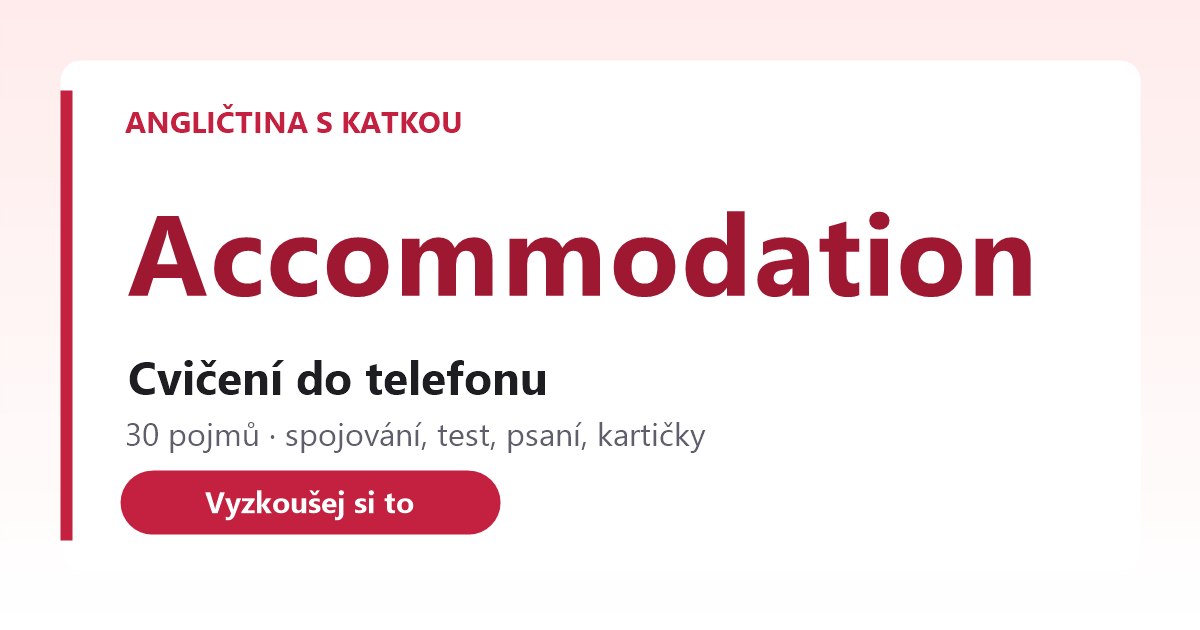 ANGLIČTINA S KATKOU
Accommodation
Cvičení do telefonu
30 pojmů · spojování, test, psaní, kartičky
Vyzkoušej si to